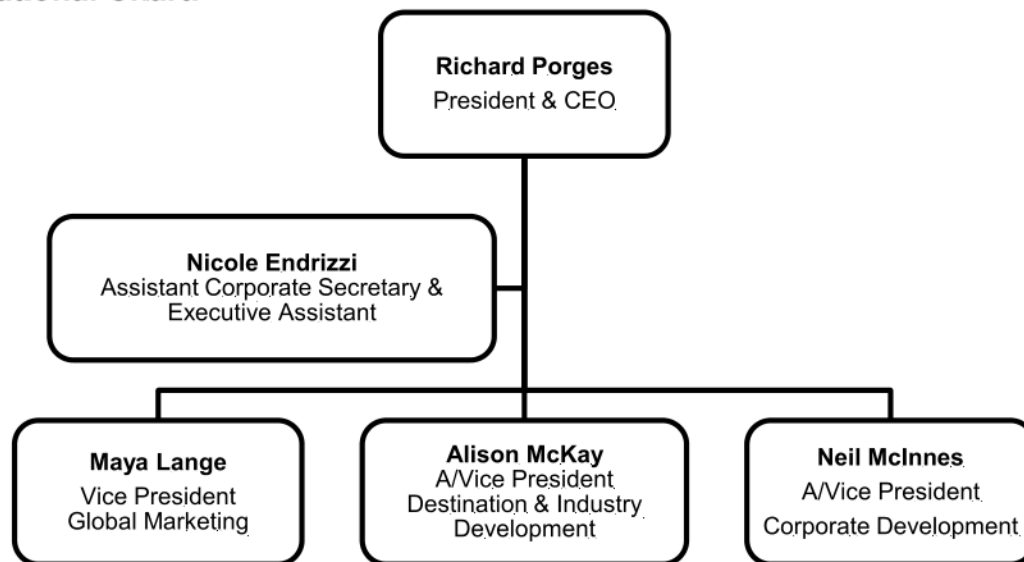 Richard Porges
President & CEO
Nicole Endrizzi
Assistant Corporate Secretary &
Executive Assistant
Maya Lange
Vice President
Global Marketing
Alison McKay
A/Vice President
Destination & Industry
Development
Neil McInnes
A/Vice President
Corporate Development